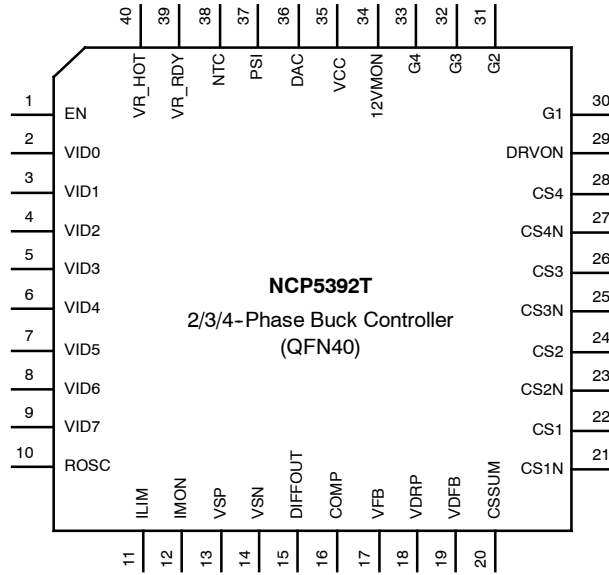 40 39 38 37 36 35 34 33 32 31
VR_HOT VR_RDY NTC PSI DAC VCC 12VMON G4 G3 G2
1 EN G1 30
2 VID0 DRVON 29
3 VID1 CS4 28
4 VID2 CS4N 27
5 VID3 CS3 26
6 VID4 CS3N 25
7 VID5 CS2 24
8 VID6 CS2N 23
9 VID7 CS1 22
10 ROSC CS1N 21
NCP5392T
2/3/4-Phase Buck Controller
(QFN40)
ILIM IMON VSP VSN DIFFOUT COMP VFB VDRP VDFB CSSUM
11 12 13 14 15 16 17 18 19 20